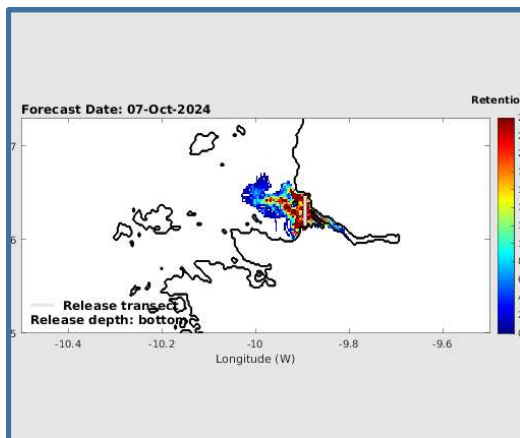 Forecast Date: 07-Oct-2024
Retentio
7
6
5
Release transect
Release depth: bottom
-10.4
-10.2
-10
-9.8
-9.6
Longitude (W)